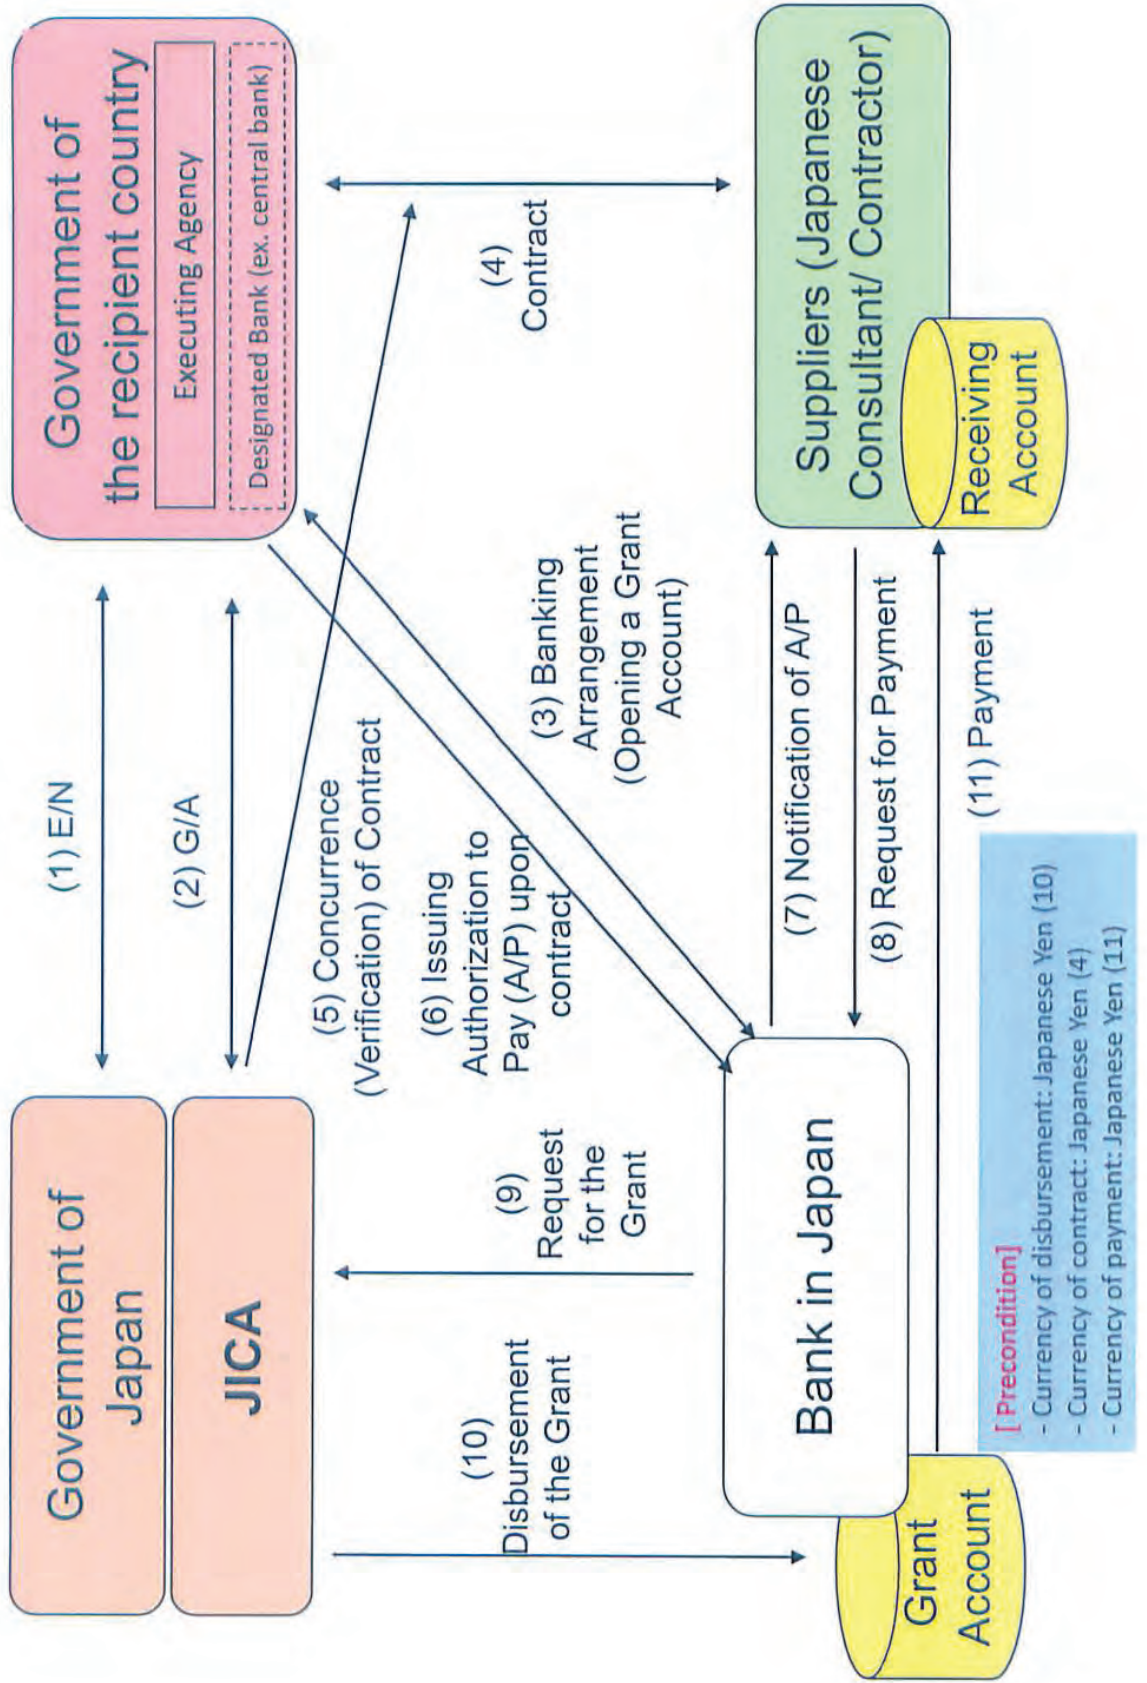 Government of
Japan
JICA
(1) E/N
(2) G/A
Government of
the recipient country
Executing Agency
Designated Bank (ex. central bank)
(5) Concurrence
(Verification) of Contract
(6) Issuing
Authorization to
Pay (A/P) upon
contract
(10)
Disbursement
of the Grant
(9)
Request
for the
Grant
(3) Banking
Arrangement
(Opening a Grant
Account)
(4)
Contract
Bank in Japan
Grant
Account
(7) Notification of A/P
(8) Request for Payment
(11) Payment
Suppliers (Japanese
Consultant/ Contractor)
Receiving
Account
[ Precondition]
- Currency of disbursement: Japanese Yen (10)
- Currency of contract: Japanese Yen (4)
- Currency of payment: Japanese Yen (11)